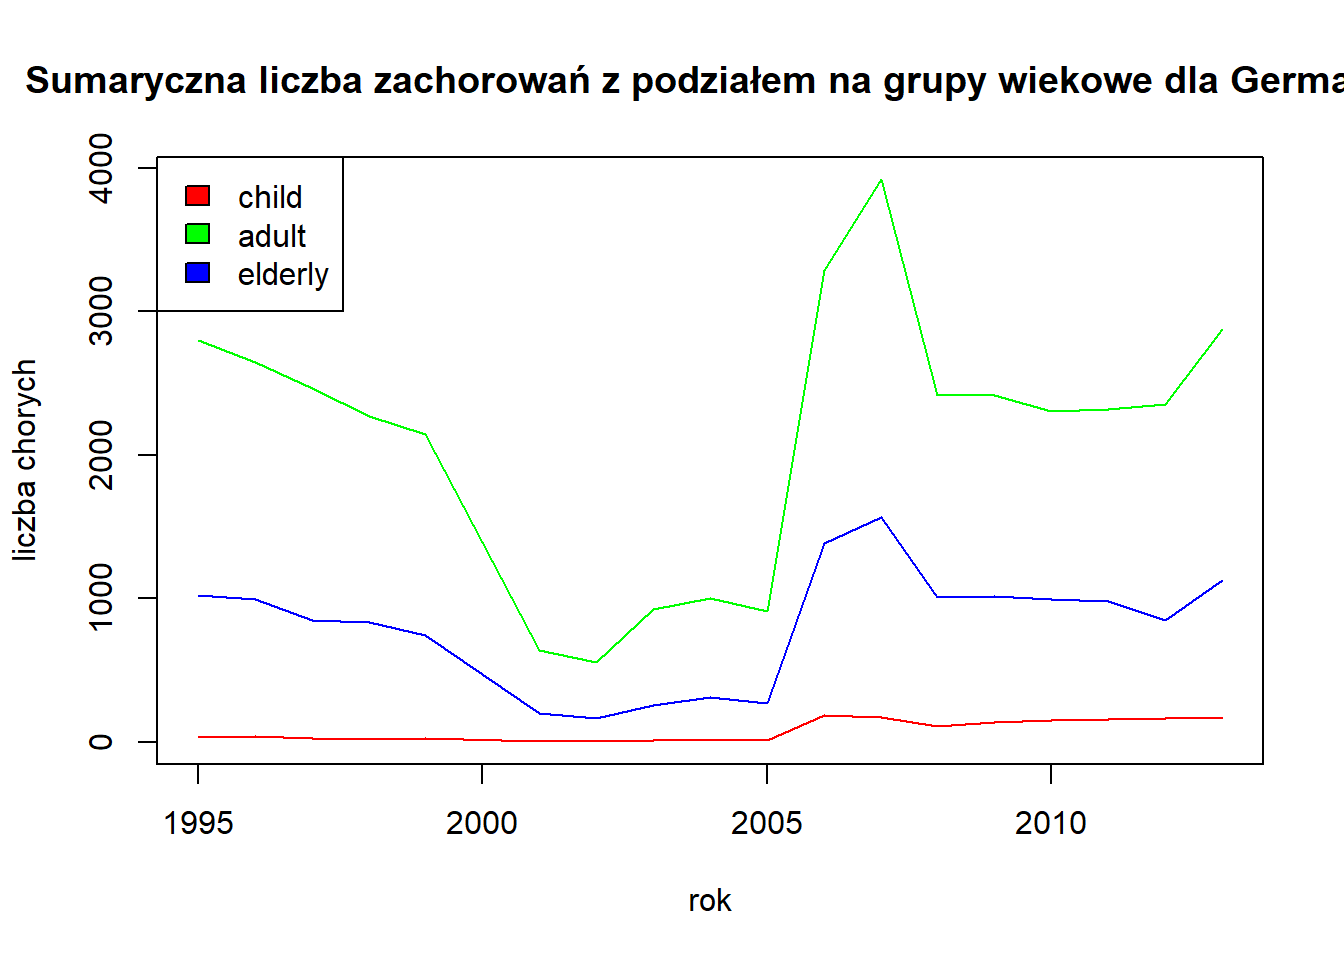 Sumaryczna liczba zachorowań z podziałem na grupy wiekowe dla Germa
child
adult
elderly
liczba chorych
4000
3000
2000
1000
0
1995 2000 2005 2010
rok